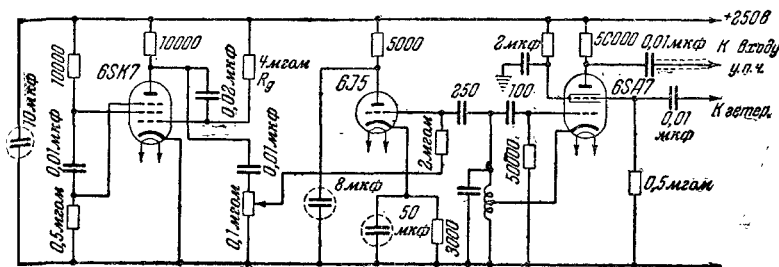 +250в
10мкф
10000
6SK7
10000
0,02мкф
4мгом
Rg
0,01мкф
0,5мгом
0,01мкф
0,1мгом
5000
6J5
8мкф
50
мкф
3000
2мгом
250
100
50000
2мкф
50000
6SA7
0,01мкф
К входу
у.п.ч.
К гетер.
0,01
мкф
0,5мгом